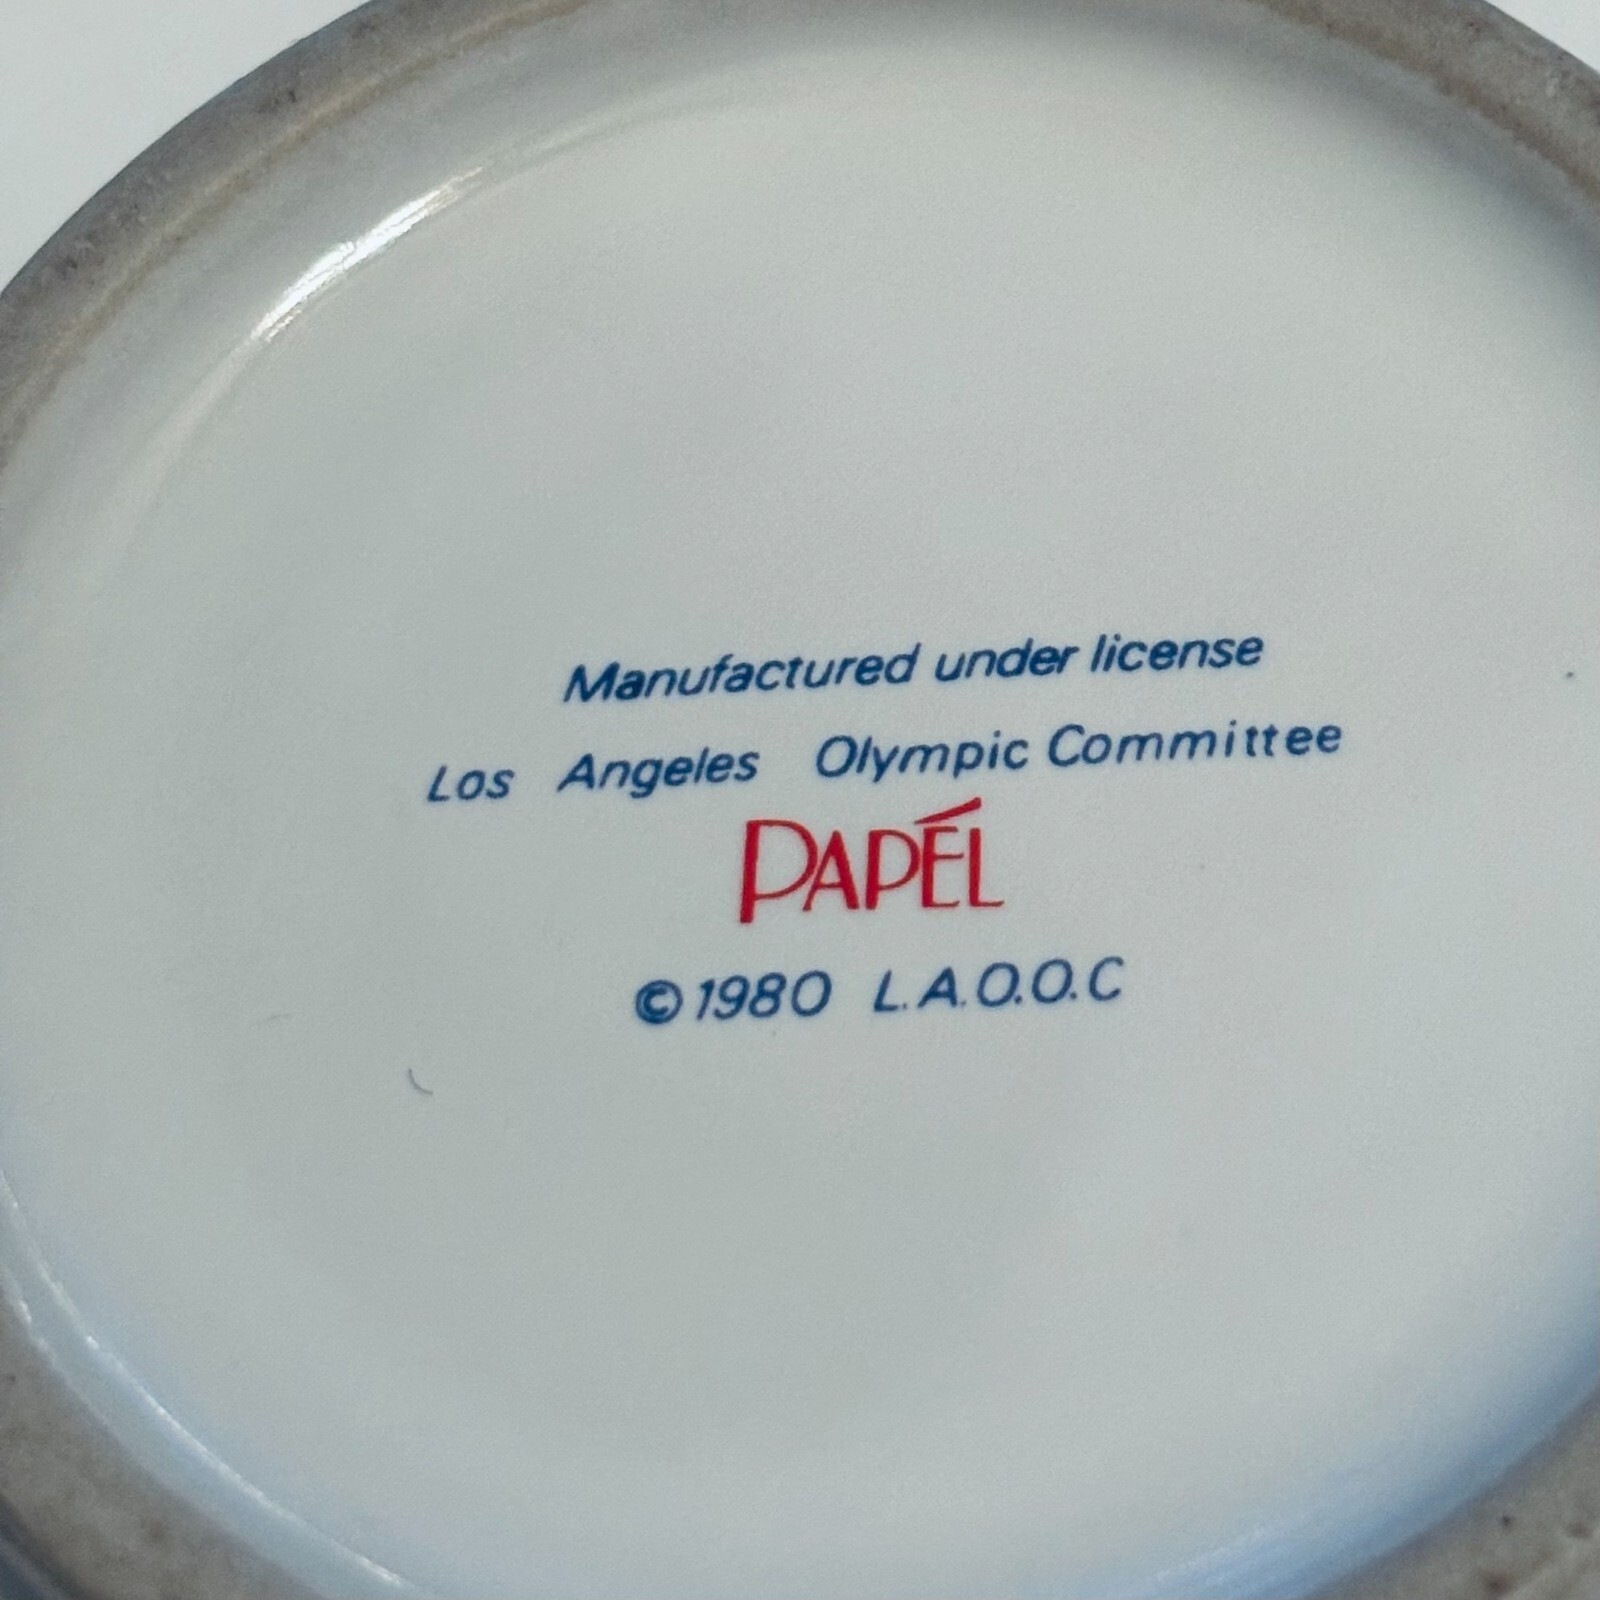 Manufactured under license
Los Angeles Olympic Committee
PAPÉL
©1980 L.A.O.O.C